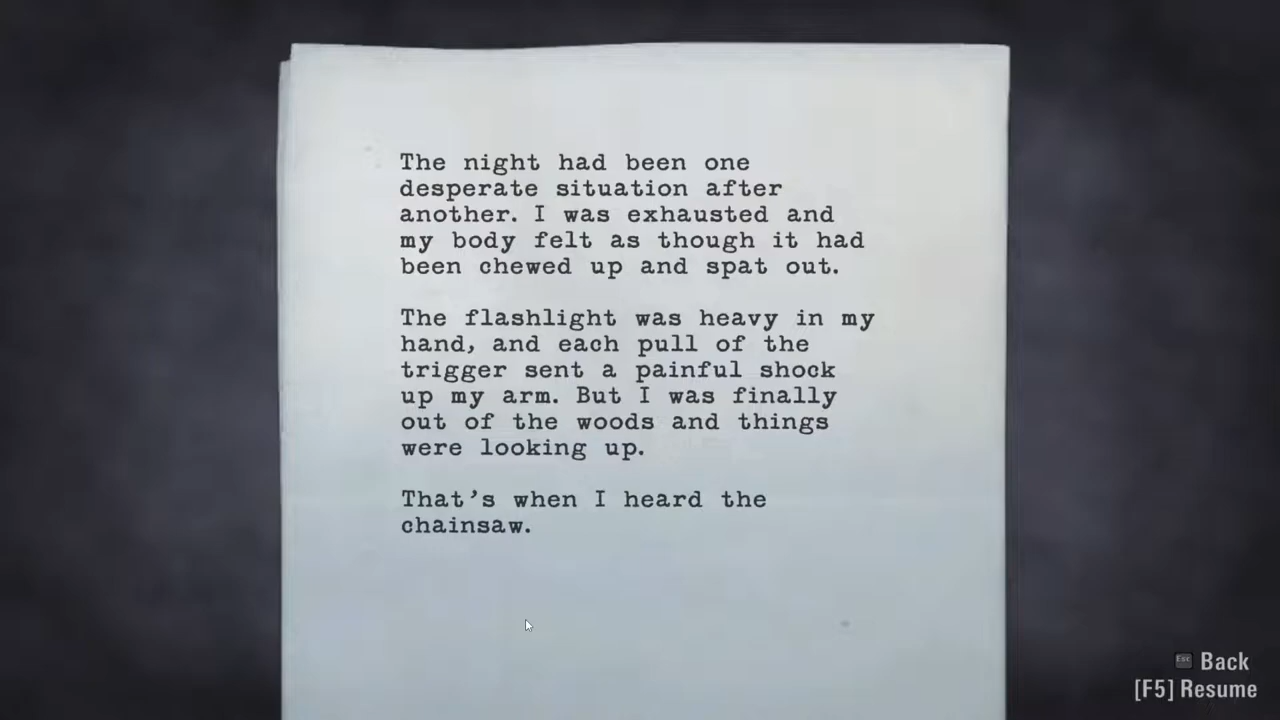 The night had been one
desperate situation after
another. I was exhausted and
my body felt as though it had
been chewed up and spat out.
The flashlight was heavy in my
hand, and each pull of the
trigger sent a painful shock
up my arm. But I was finally
out of the woods and things
were looking up.
That's when I heard the
chainsaw.
Esc Back
[F5] Resume